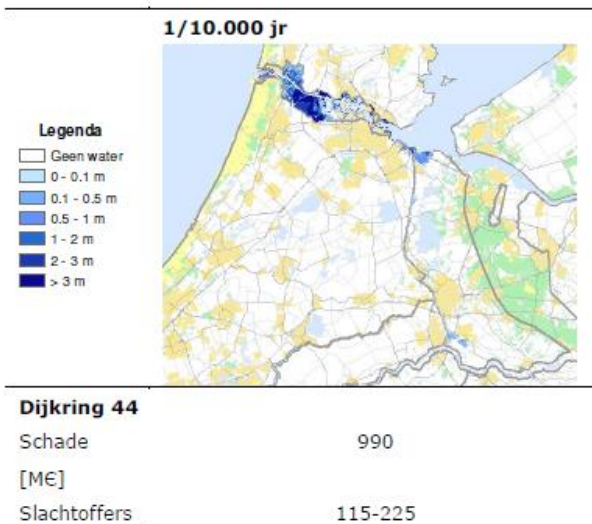 1/10.000 jr
Legenda
Geen water
0 - 0.1 m
0.1 - 0.5 m
0.5 - 1 m
1 - 2 m
2 - 3 m
> 3 m
Dijkring 44
Schade 990
[M€]
Slachtoffers 115-225